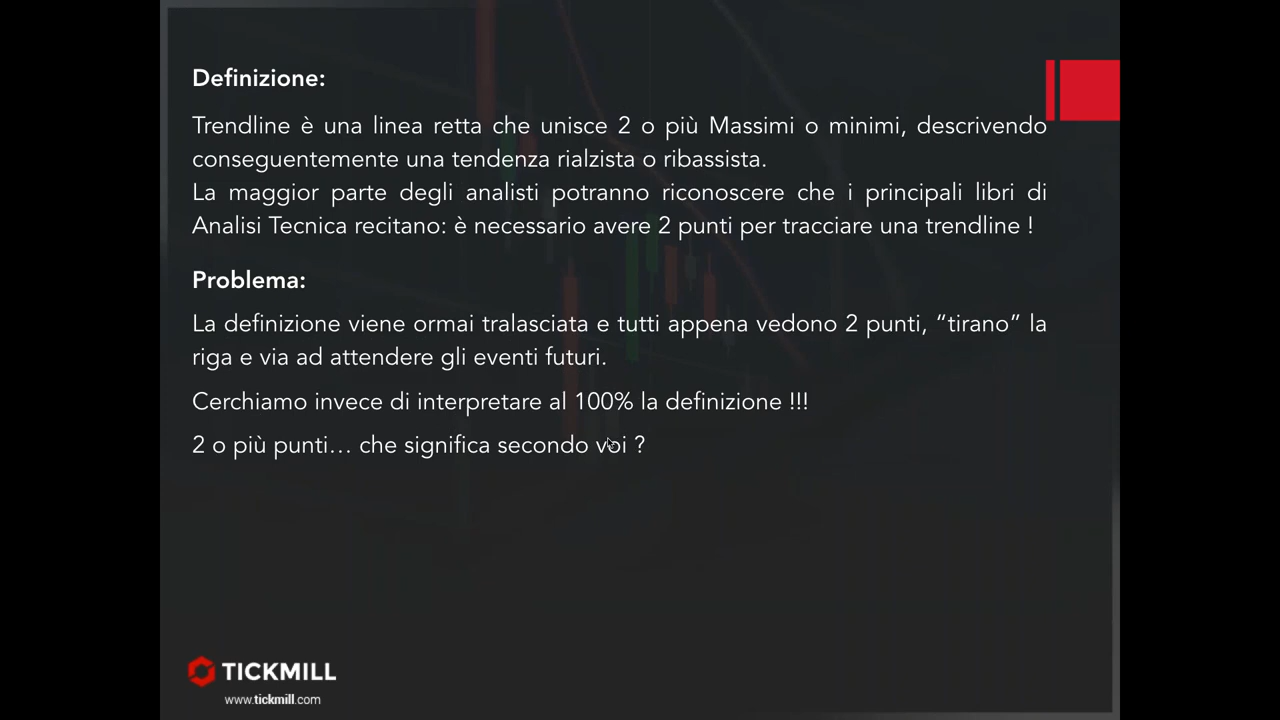 Definizione:
Trendline è una linea retta che unisce 2 o più Massimi o minimi, descrivendo
conseguentemente una tendenza rialzista o ribassista.
La maggior parte degli analisti potranno riconoscere che i principali libri di
Analisi Tecnica recitano: è necessario avere 2 punti per tracciare una trendline !
Problema:
La definizione viene ormai tralasciata e tutti appena vedono 2 punti, “tirano” la
riga e via ad attendere gli eventi futuri.
Cerchiamo invece di interpretare al 100% la definizione !!!
2 o più punti… che significa secondo voi ?
TICKMILL
www.tickmill.com